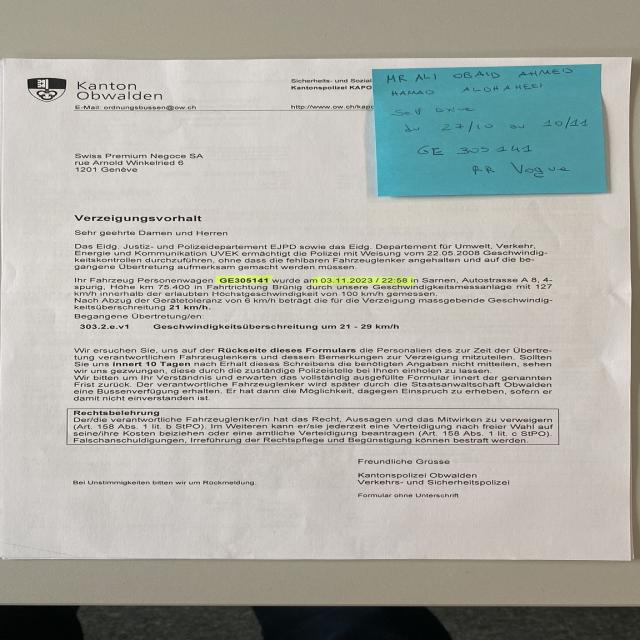 Kanton
Obwalden
E-Mail: ordnungsbussen@ow.ch
Sicherheits- und Sozial
Kantonspolizei KAPO
http://www.ow.ch/kapo
MR ALI OBAID AHMED
HAMAD ALDHAHERI
Self Drive
du 27/10 au 10/11
GE 305141
RR Vogue
Swiss Premium Negoce SA
rue Arnold Winkelried 6
1201 Genève
Verzeigungsvorhalt
Sehr geehrte Damen und Herren
Das Eidg. Justiz- und Polizeidepartement EJPD sowie das Eidg. Departement für Umwelt, Verkehr,
Energie und Kommunikation UVEK ermächtigt die Polizei mit Weisung vom 22.05.2008 Geschwindig-
keitskontrollen durchzuführen, ohne dass die fehlbaren Fahrzeuglenker angehalten und auf die be-
gangene Übertretung aufmerksam gemacht werden müssen.
Ihr Fahrzeug Personenwagen GE305141 wurde am 03.11.2023 / 22:58 in Sarnen, Autostrasse A 8, 4-
spurig, Höhe km 75.400 in Fahrtrichtung Brünig durch unsere Geschwindigkeitsmessanlage mit 127
km/h innerhalb der erlaubten Höchstgeschwindigkeit von 100 km/h gemessen.
Nach Abzug der Gerätetoleranz von 6 km/h beträgt die für die Verzeigung massgebende Geschwindig-
keitsüberschreitung 21 km/h.
Begangene Übertretung/en:
303.2.e.v1 Geschwindigkeitsüberschreitung um 21 - 29 km/h
Wir ersuchen Sie, uns auf der Rückseite dieses Formulars die Personalien des zur Zeit der Übertre-
tung verantwortlichen Fahrzeuglenkers und dessen Bemerkungen zur Verzeigung mitzuteilen. Sollten
Sie uns innert 10 Tagen nach Erhalt dieses Schreibens die benötigten Angaben nicht mitteilen, sehen
wir uns gezwungen, diese durch die zuständige Polizeistelle bei Ihnen einholen zu lassen.
Wir bitten um Ihr Verständnis und erwarten das vollständig ausgefüllte Formular innert der genannten
Frist zurück. Der verantwortliche Fahrzeuglenker wird später durch die Staatsanwaltschaft Obwalden
eine Bussenverfügung erhalten. Er hat dann die Möglichkeit, dagegen Einspruch zu erheben, sofern er
damit nicht einverstanden ist.
Rechtsbelehrung
Der/die verantwortliche Fahrzeuglenker/in hat das Recht, Aussagen und das Mitwirken zu verweigern
(Art. 158 Abs. 1 lit. b StPO). Im Weiteren kann er/sie jederzeit eine Verteidigung nach freier Wahl auf
seine/ihre Kosten beiziehen oder eine amtliche Verteidigung beantragen (Art. 158 Abs. 1 lit. c StPO).
Falschanschuldigungen, Irreführung der Rechtspflege und Begünstigung können bestraft werden.
Freundliche Grüsse
Kantonspolizei Obwalden
Verkehrs- und Sicherheitspolizei
Bei Unstimmigkeiten bitten wir um Rückmeldung.
Formular ohne Unterschrift